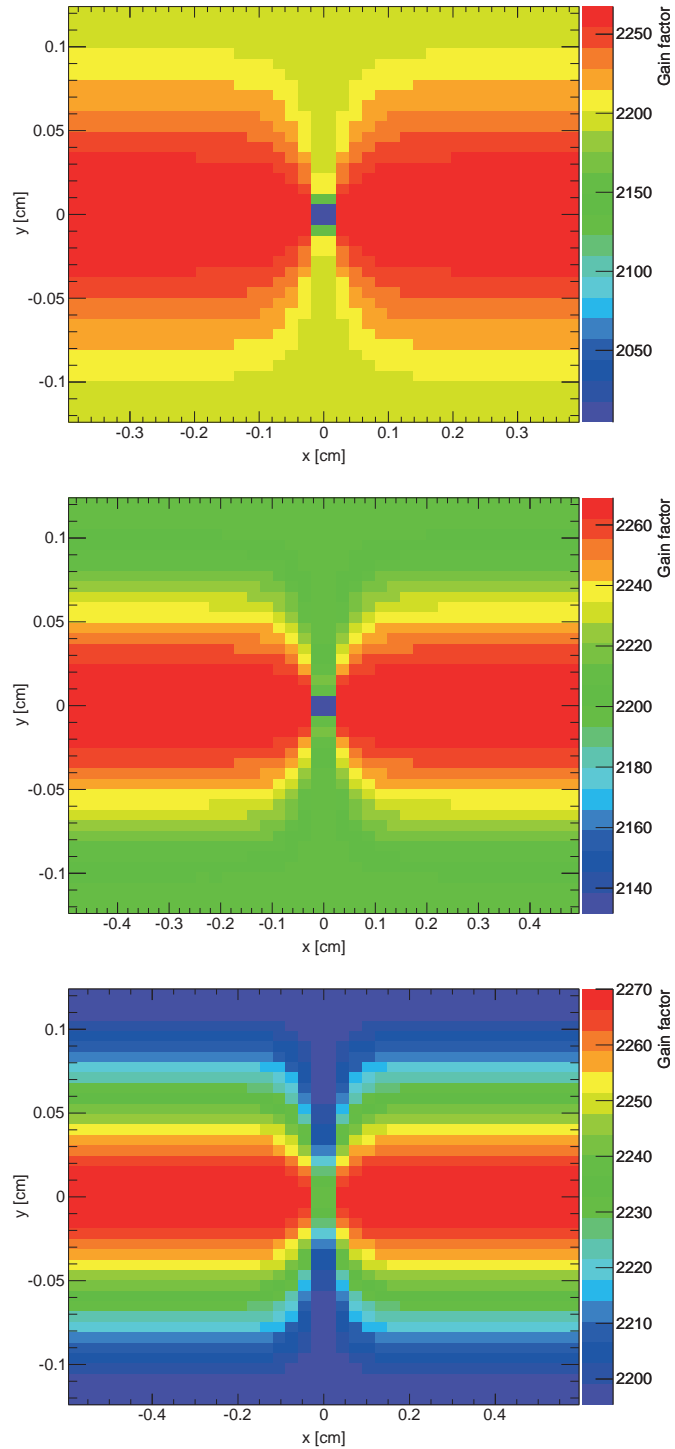 Gain factor
y [cm]
0.1
0.05
0
-0.05
-0.1
-0.3 -0.2 -0.1 0 0.1 0.2 0.3
x [cm]
2250
2200
2150
2100
2050
Gain factor
y [cm]
0.1
0.05
0
-0.05
-0.1
-0.4 -0.3 -0.2 -0.1 0 0.1 0.2 0.3 0.4
x [cm]
2260
2240
2220
2200
2180
2160
2140
Gain factor
y [cm]
0.1
0.05
0
-0.05
-0.1
-0.4 -0.2 0 0.2 0.4
x [cm]
2270
2260
2250
2240
2230
2220
2210
2200